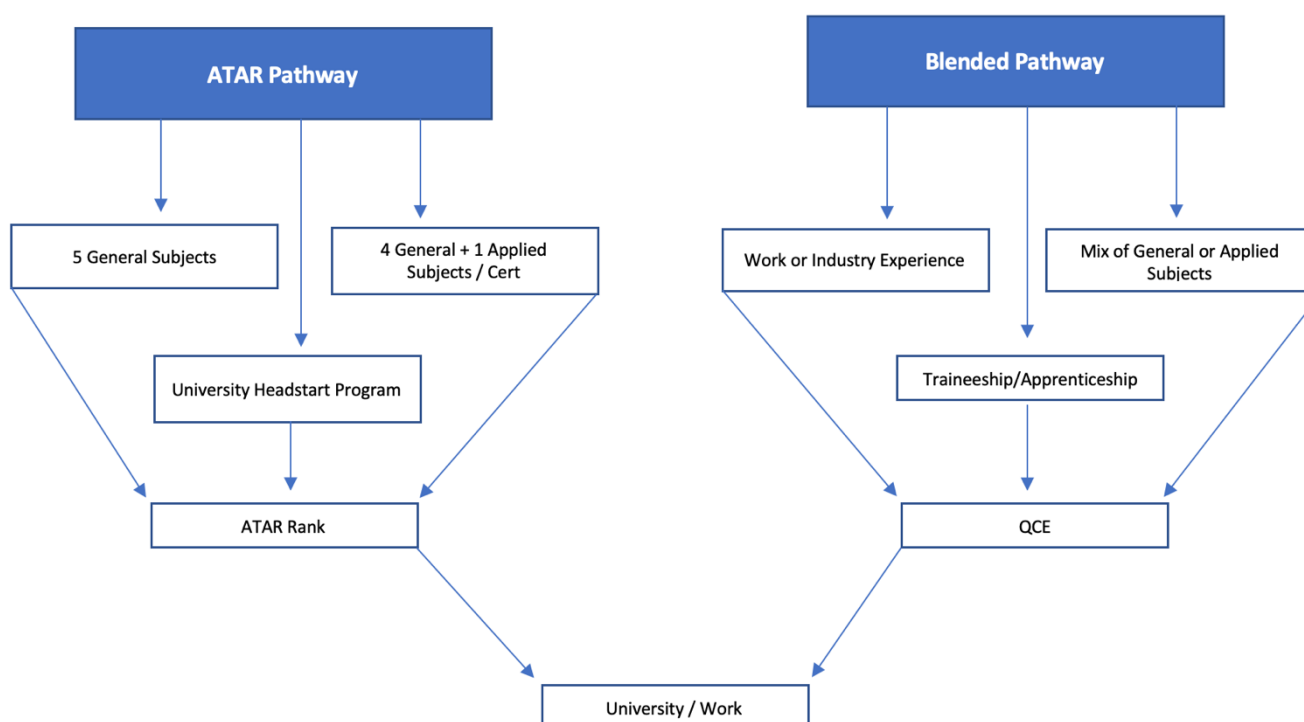 ATAR Pathway
Blended Pathway
5 General Subjects
4 General + 1 Applied
Subjects / Cert
Work or Industry Experience
Mix of General or Applied
Subjects
University Headstart Program
Traineeship/Apprenticeship
ATAR Rank
QCE
University / Work